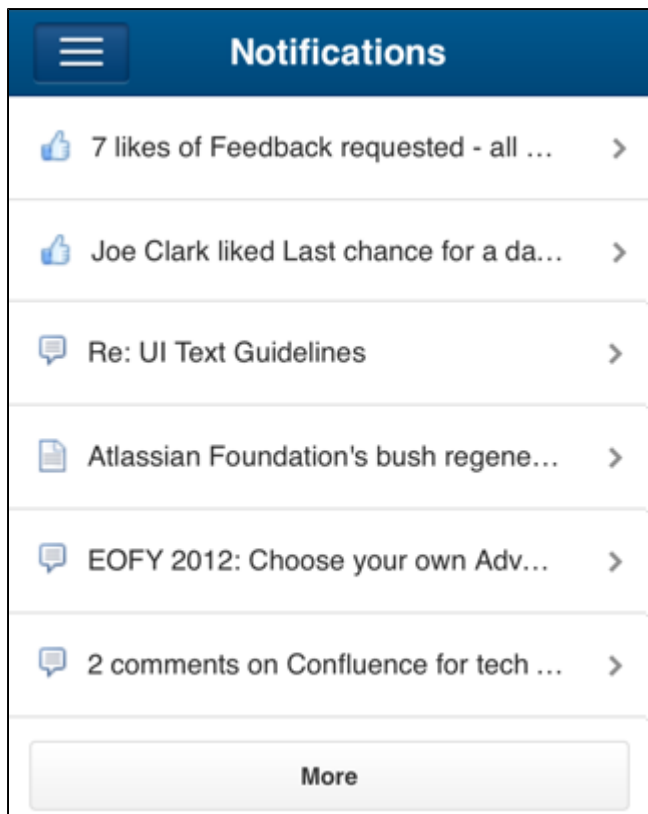 Notifications
7 likes of Feedback requested - all ...
Joe Clark liked Last chance for a da...
Re: UI Text Guidelines
Atlassian Foundation's bush regene...
EOFY 2012: Choose your own Adv...
2 comments on Confluence for tech ...
More